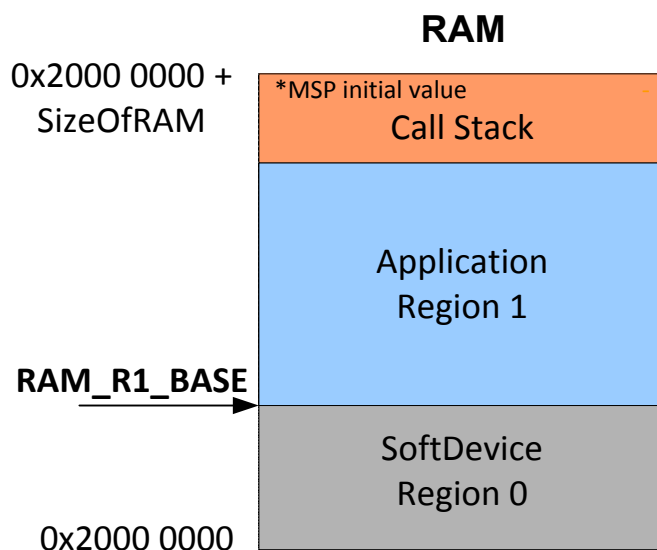 RAM
0x2000 0000 +
SizeOfRAM
*MSP initial value
Call Stack
Application
Region 1
RAM_R1_BASE
SoftDevice
Region 0
0x2000 0000